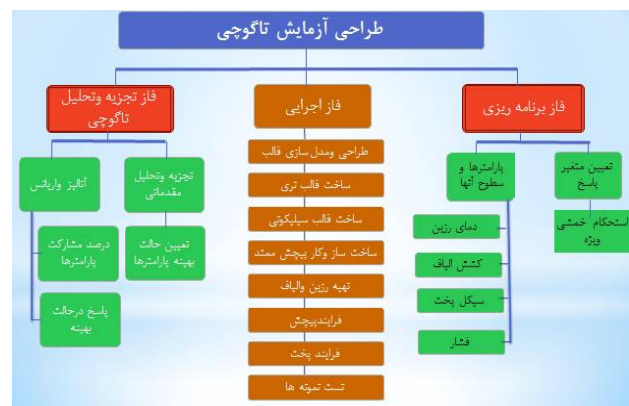 طراحی آزمایش تاگوچی
فاز برنامه ریزی
تعیین متغیر
پاسخ
استحکام خمشی
ویژه
پارامترها و
سطوح آنها
دمای رزین
کشش الیاف
سیکل پخت
فشار
فاز اجرایی
طراحی ومدل سازی قالب
ساخت قالب تری
ساخت قالب سیلیکونی
ساخت ساز وکار پیچش ممتد
تهیه رزین والیاف
فرایندپیچش
فرایند پخت
تست نمونه ها
فاز تجزیه وتحلیل
تاگوچی
تجزیه وتحلیل
مقدماتی
تعیین حالت
بهینه پارامترها
آنالیز واریانس
درصد مشارکت
پارامترها
پاسخ درحالت
بهینه